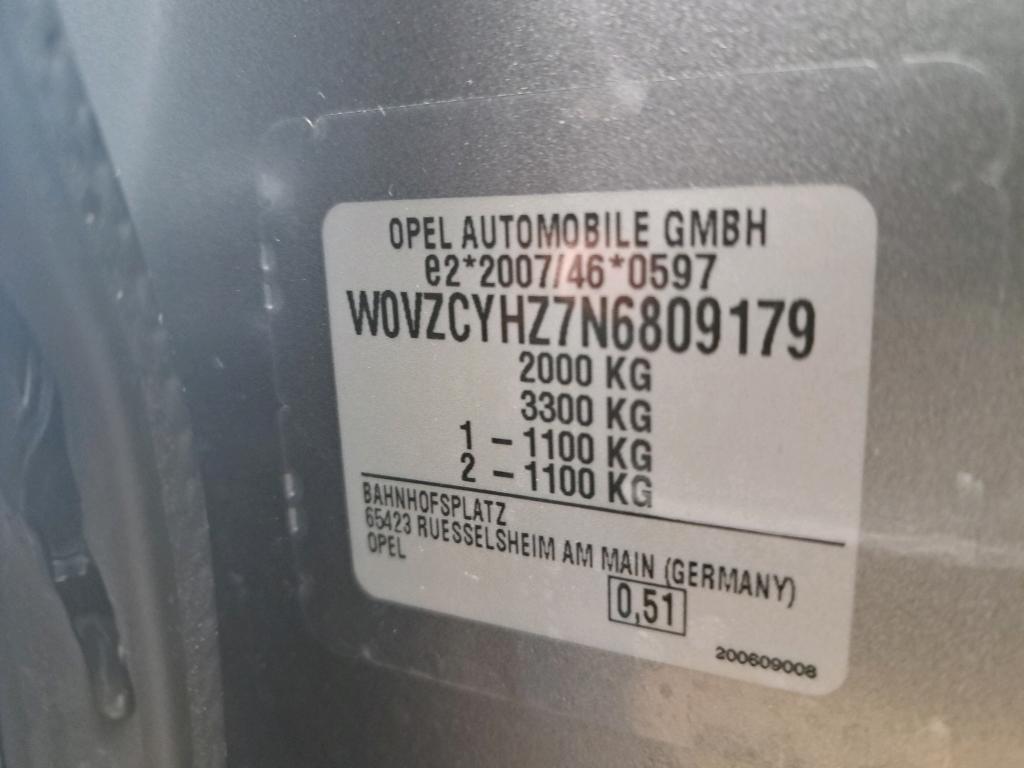 OPEL AUTOMOBILE GMBH
e2*2007/46*0597
W0VZCYHZ7N6809179
2000 KG
3300 KG
1 – 1100 KG
2 – 1100 KG
BAHNHOFSPLATZ
65423 RUESSELSHEIM AM MAIN (GERMANY)
OPEL
0,51
200609008